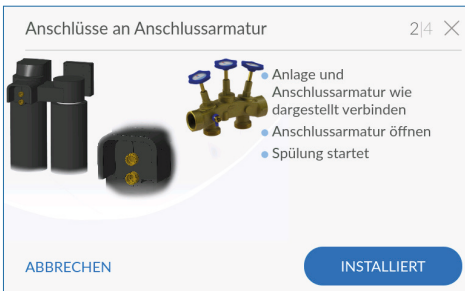 Anschlüsse an Anschlussarmatur 2|4
Anlage und
Anschlussarmatur wie
dargestellt verbinden
Anschlussarmatur öffnen
Spülung startet
ABBRECHEN INSTALLIERT